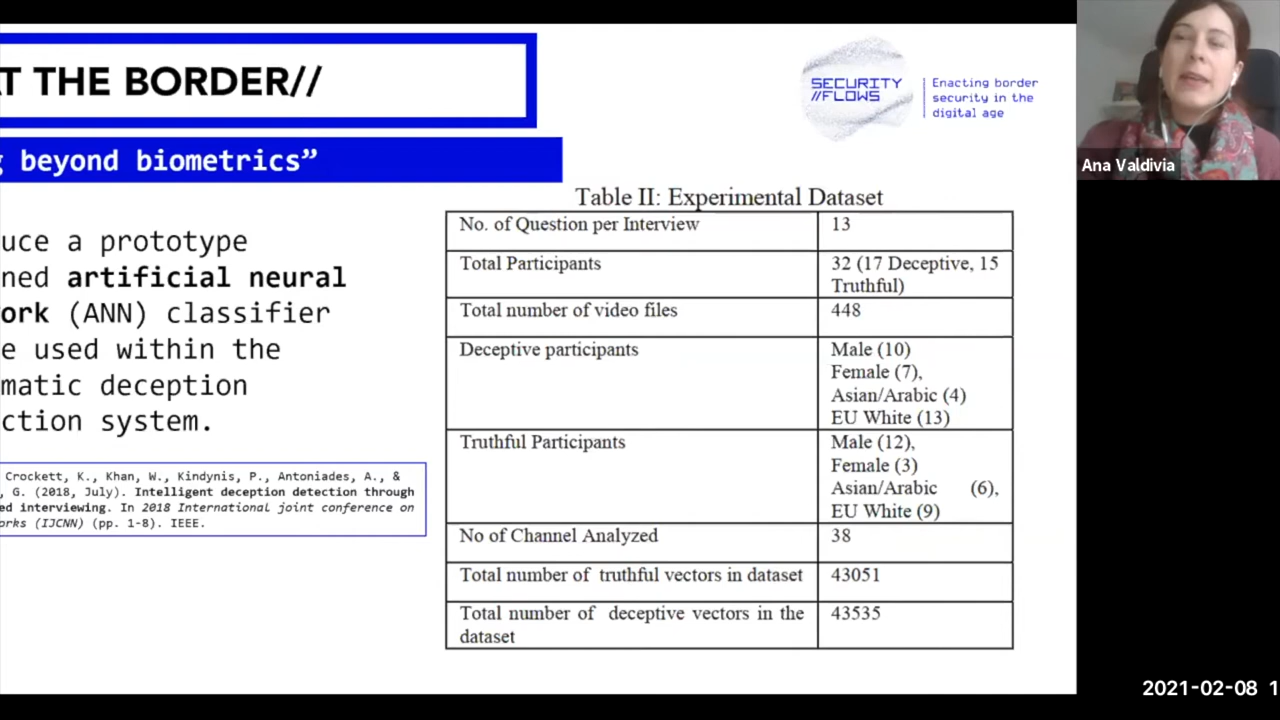 AT THE BORDER//
beyond biometrics”
SECURITY
//FLOWS
Enacting border
security in the
digital age
uce a prototype
ned artificial neural
ork (ANN) classifier
e used within the
matic deception
ction system.
Crockett, K., Khan, W., Kindynis, P., Antoniades, A., &
, G. (2018, July). Intelligent deception detection through
ed interviewing. In 2018 International joint conference on
orks (IJCNN) (pp. 1-8). IEEE.
Table II: Experimental Dataset
No. of Question per Interview 13
Total Participants 32 (17 Deceptive, 15
Truthful)
Total number of video files 448
Deceptive participants Male (10)
Female (7),
Asian/Arabic (4)
EU White (13)
Truthful Participants Male (12),
Female (3)
Asian/Arabic (6),
EU White (9)
No of Channel Analyzed 38
Total number of truthful vectors in dataset 43051
Total number of deceptive vectors in the 43535
dataset
Ana Valdivia
2021-02-08 1